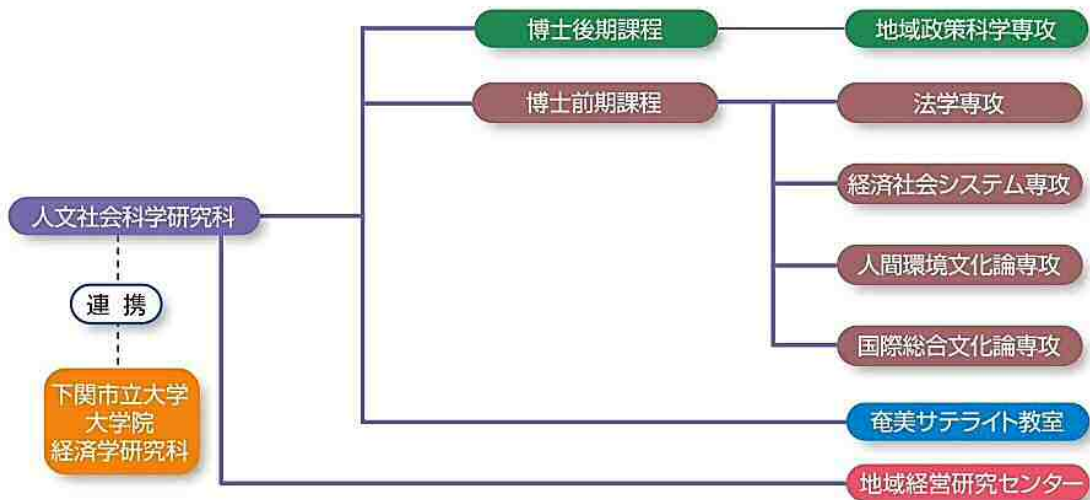 博士後期課程
地域政策科学専攻
博士前期課程
法学専攻
経済社会システム専攻
人文社会科学研究科
人間環境文化論専攻
連 携
国際総合文化論専攻
下関市立大学
大学院
経済学研究科
奄美サテライト教室
地域経営研究センター